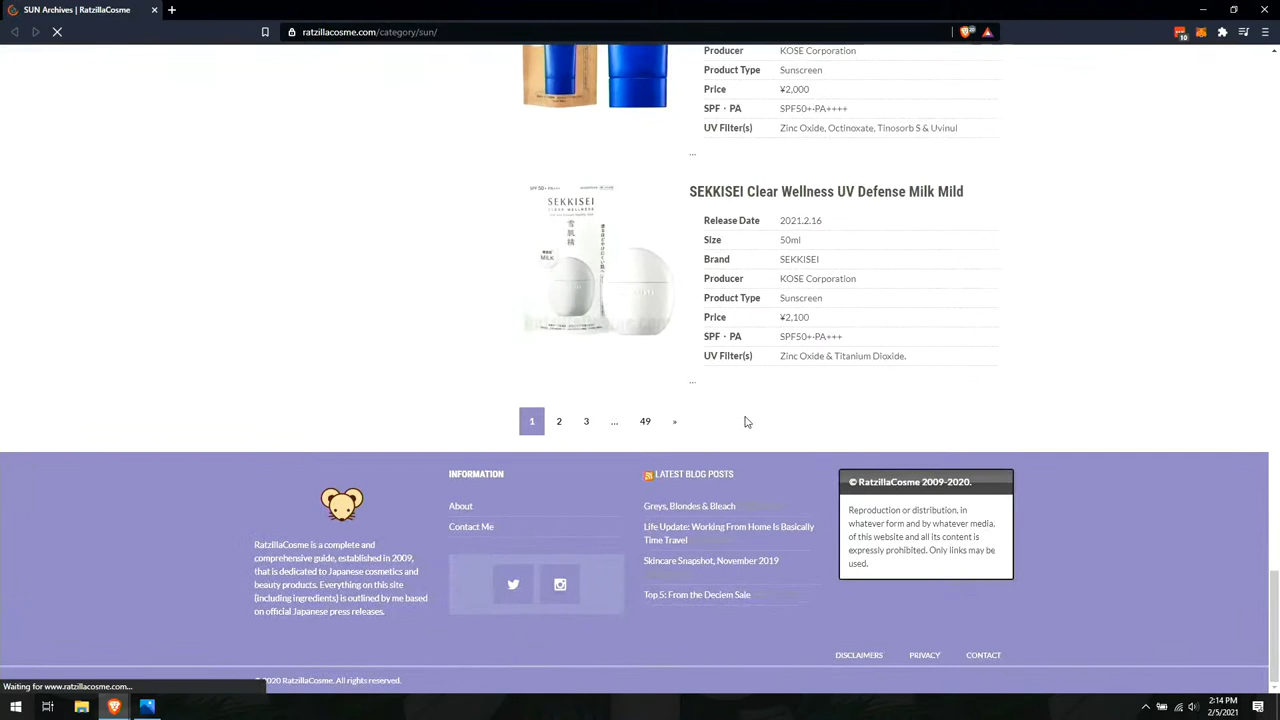 SUN Archives | RatzillaCosme
ratzillacosme.com/category/sun/
10
Producer KOSE Corporation
Product Type Sunscreen
Price ¥2,000
SPF・PA SPF50+・PA++++
UV Filter(s) Zinc Oxide, Octinoxate, Tinosorb S & Uvinul
...
SEKKISEI Clear Wellness UV Defense Milk Mild
SEKKISEI
雪肌精
MILK
Release Date 2021.2.16
Size 50ml
Brand SEKKISEI
Producer KOSE Corporation
Product Type Sunscreen
Price ¥2,100
SPF・PA SPF50+・PA+++
UV Filter(s) Zinc Oxide & Titanium Dioxide.
...
1 2 3 ... 49 »
RatzillaCosme is a complete and
comprehensive guide, established in 2009,
that is dedicated to Japanese cosmetics and
beauty products. Everything on this site
(including ingredients) is outlined by me based
on official Japanese press releases.
INFORMATION
About
Contact Me
LATEST BLOG POSTS
Greys, Blondes & Bleach
Life Update: Working From Home Is Basically
Time Travel
Skincare Snapshot, November 2019
Top 5: From the Deciem Sale
© RatzillaCosme 2009-2020.
Reproduction or distribution, in
whatever form and by whatever media,
of this website and all its content is
expressly prohibited. Only links may be
used.
DISCLAIMERS PRIVACY CONTACT
2020 RatzillaCosme. All rights reserved.
Waiting for www.ratzillacosme.com...
2:14 PM
2/5/2021